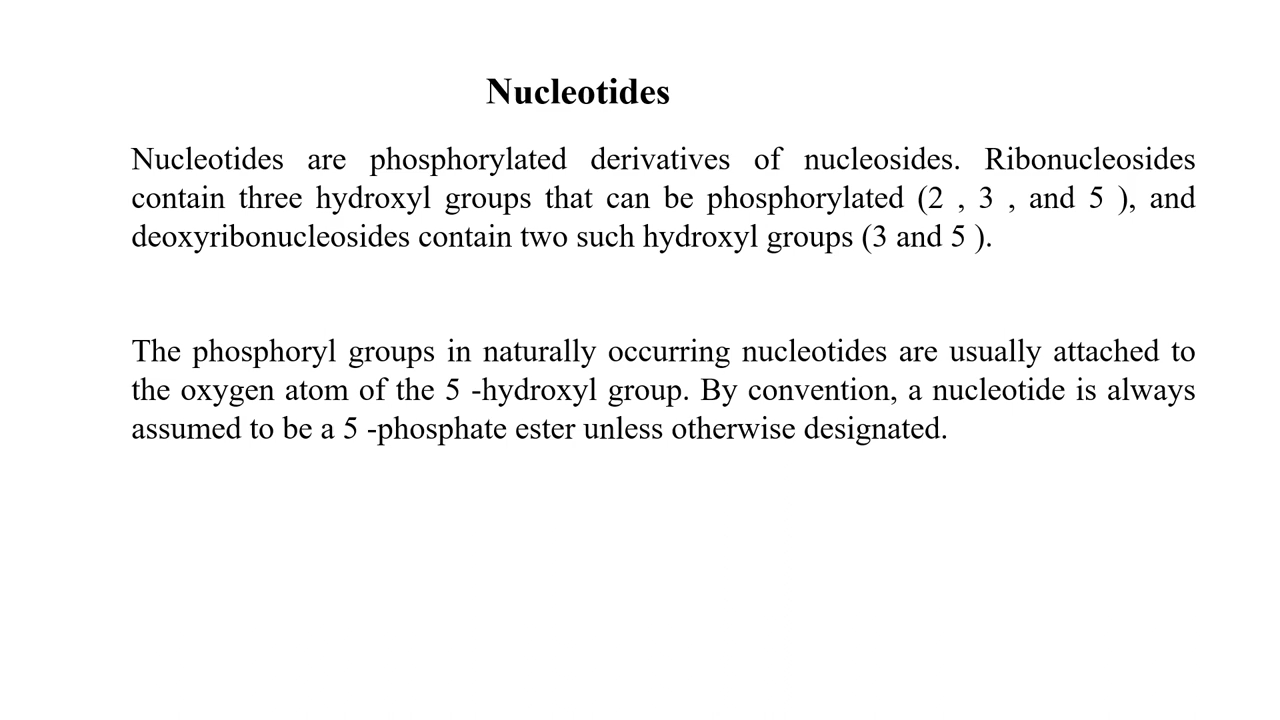 Nucleotides
Nucleotides are phosphorylated derivatives of nucleosides. Ribonucleosides
contain three hydroxyl groups that can be phosphorylated (2 , 3 , and 5 ), and
deoxyribonucleosides contain two such hydroxyl groups (3 and 5 ).
The phosphoryl groups in naturally occurring nucleotides are usually attached to
the oxygen atom of the 5 -hydroxyl group. By convention, a nucleotide is always
assumed to be a 5 -phosphate ester unless otherwise designated.